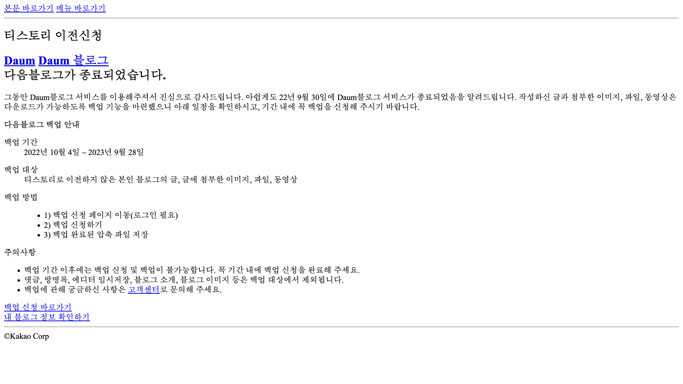 본문 바로가기 메뉴 바로가기
티스토리 이전신청
Daum Daum 블로그
다음블로그가 종료되었습니다.
그동안 Daum블로그 서비스를 이용해주셔서 진심으로 감사드립니다. 아쉽게도 22년 9월 30일에 Daum블로그 서비스가 종료되었음을 알려드립니다. 작성하신 글과 첨부한 이미지, 파일, 동영상은
다운로드가 가능하도록 백업 기능을 마련했으니 아래 일정을 확인하시고, 기간 내에 꼭 백업을 신청해 주시기 바랍니다.
다음블로그 백업 안내
백업 기간
2022년 10월 4일 ~ 2023년 9월 28일
백업 대상
티스토리로 이전하지 않은 본인 블로그의 글, 글에 첨부한 이미지, 파일, 동영상
백업 방법
• 1) 백업 신청 페이지 이동(로그인 필요)
• 2) 백업 신청하기
• 3) 백업 완료된 압축 파일 저장
주의사항
• 백업 기간 이후에는 백업 신청 및 백업이 불가능합니다. 꼭 기간 내에 백업 신청을 완료해 주세요.
• 댓글, 방명록, 에디터 임시저장, 블로그 소개, 블로그 이미지 등은 백업 대상에서 제외됩니다.
• 백업에 관해 궁금하신 사항은 고객센터로 문의해 주세요.
백업 신청 바로가기
내 블로그 정보 확인하기
©Kakao Corp